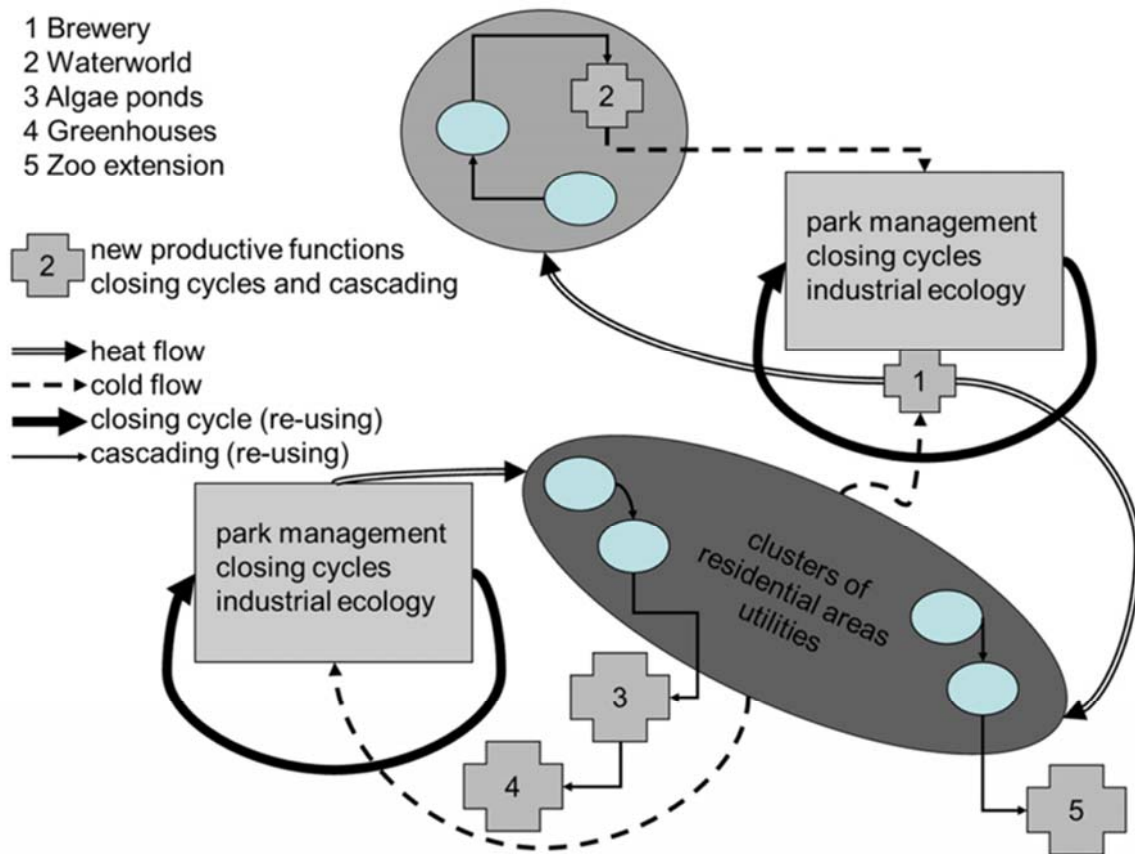 1 Brewery
2 Waterworld
3 Algae ponds
4 Greenhouses
5 Zoo extension
2
new productive functions
closing cycles and cascading
heat flow
cold flow
closing cycle (re-using)
cascading (re-using)
2
park management
closing cycles
industrial ecology
1
park management
closing cycles
industrial ecology
clusters of
residential areas
utilities
3
4
5